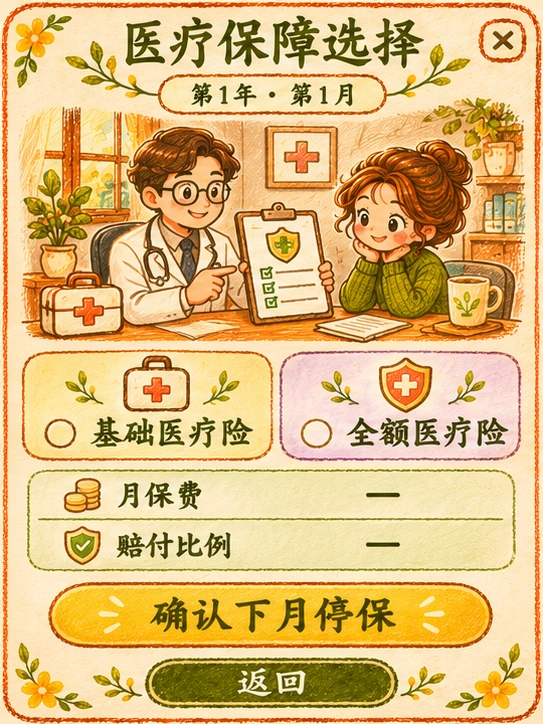 医疗保障选择
第1年·第1月
基础医疗险
全额医疗险
月保费 —
赔付比例 —
确认下月停保
返回